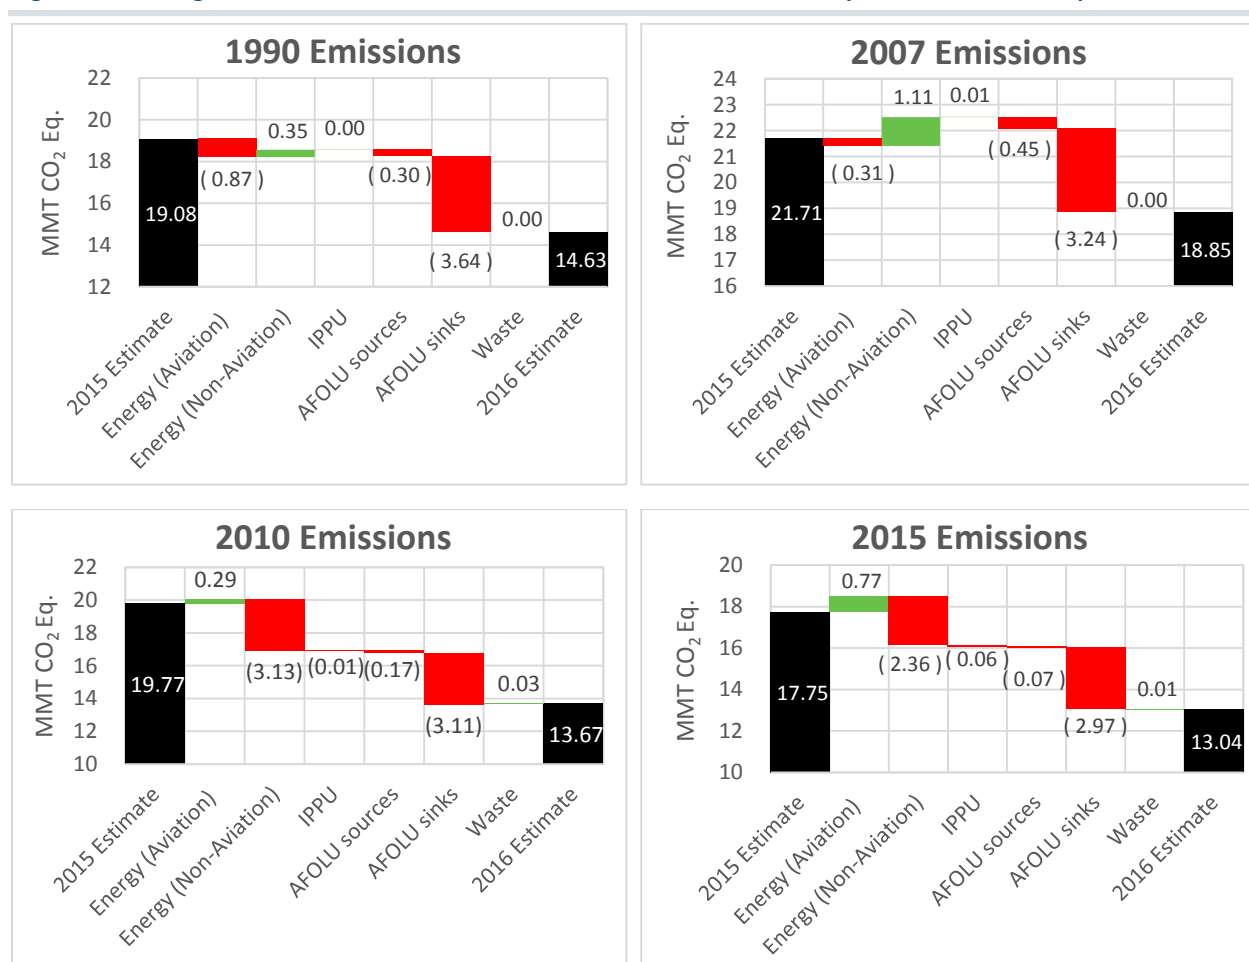 1990 Emissions
MMT CO₂ Eq.
22
20
18
16
14
12
19.08
( 0.87 )
0.35
0.00
( 0.30 )
( 3.64 )
0.00
14.63
2015 Estimate
Energy (Aviation)
Energy (Non-Aviation)
IPPU
AFOLU sources
AFOLU sinks
Waste
2016 Estimate
2007 Emissions
MMT CO₂ Eq.
24
23
22
21
20
19
18
17
16
21.71
( 0.31 )
1.11
0.01
( 0.45 )
( 3.24 )
0.00
18.85
2015 Estimate
Energy (Aviation)
Energy (Non-Aviation)
IPPU
AFOLU sources
AFOLU sinks
Waste
2016 Estimate
2010 Emissions
MMT CO₂ Eq.
22
20
18
16
14
12
10
19.77
0.29
(3.13)
(0.01)
(0.17)
(3.11)
0.03
13.67
2015 Estimate
Energy (Aviation)
Energy (Non-Aviation)
IPPU
AFOLU sources
AFOLU sinks
Waste
2016 Estimate
2015 Emissions
MMT CO₂ Eq.
20
18
16
14
12
10
17.75
0.77
( 2.36 )
( 0.06 )
( 0.07 )
( 2.97 )
0.01
13.04
2015 Estimate
Energy (Aviation)
Energy (Non-Aviation)
IPPU
AFOLU sources
AFOLU sinks
Waste
2016 Estimate